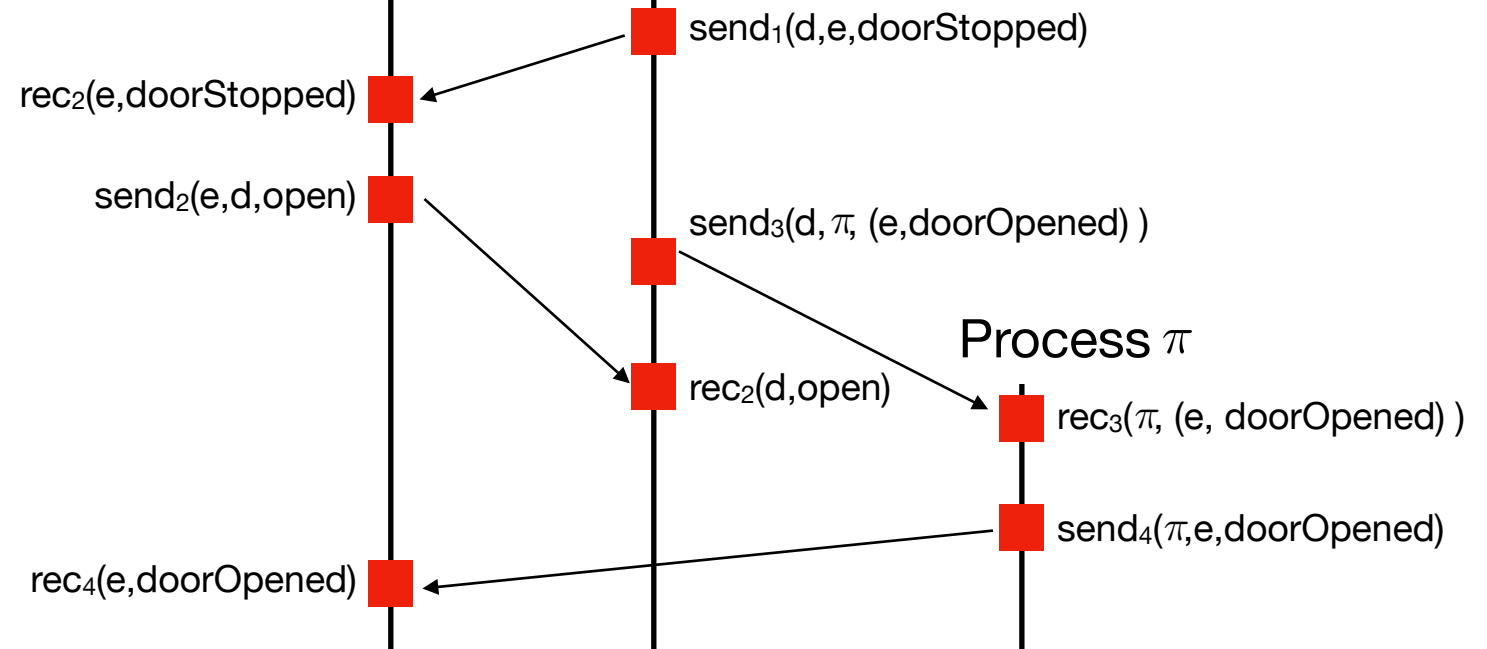 send₁(d,e,doorStopped)
rec₂(e,doorStopped)
send₂(e,d,open)
send₃(d,π, (e,doorOpened) )
Process π
rec₂(d,open)
rec₃(π, (e, doorOpened) )
send₄(π,e,doorOpened)
rec₄(e,doorOpened)